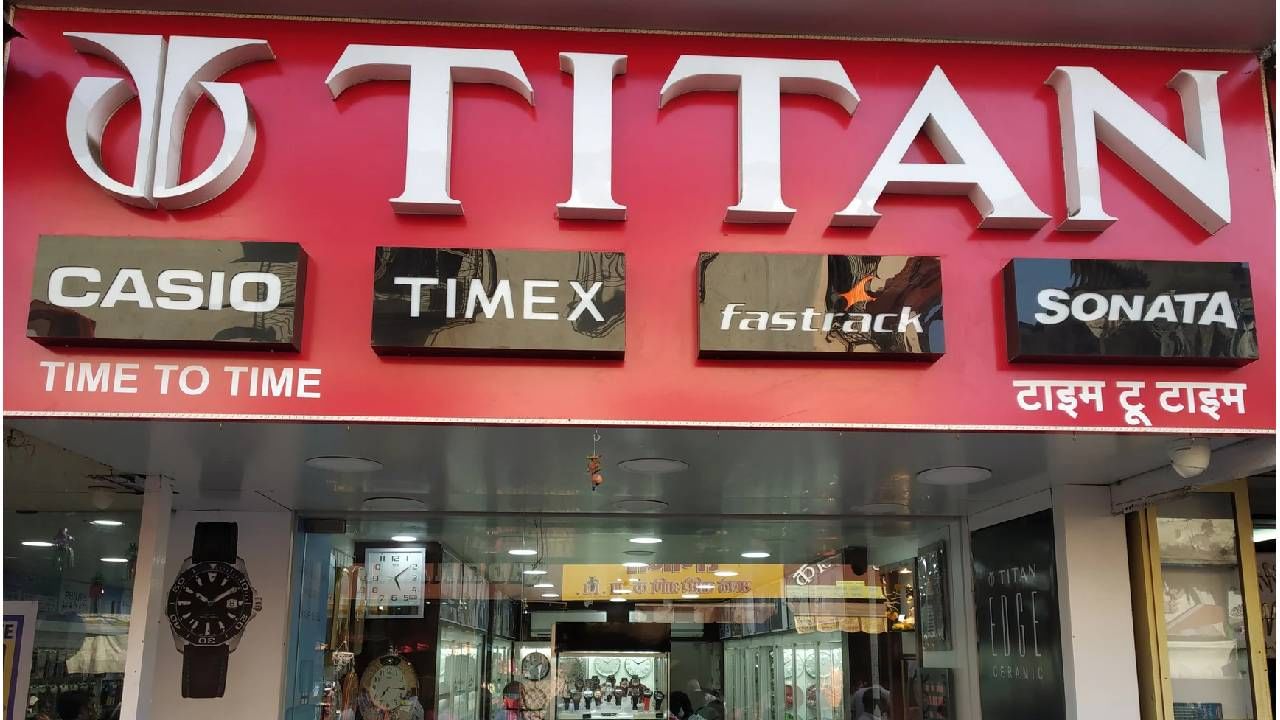 TITAN
CASIO
TIMEX
fastrack
SONATA
TIME TO TIME
टाइम टू टाइम
TITAN
EDGE
CERAMIC